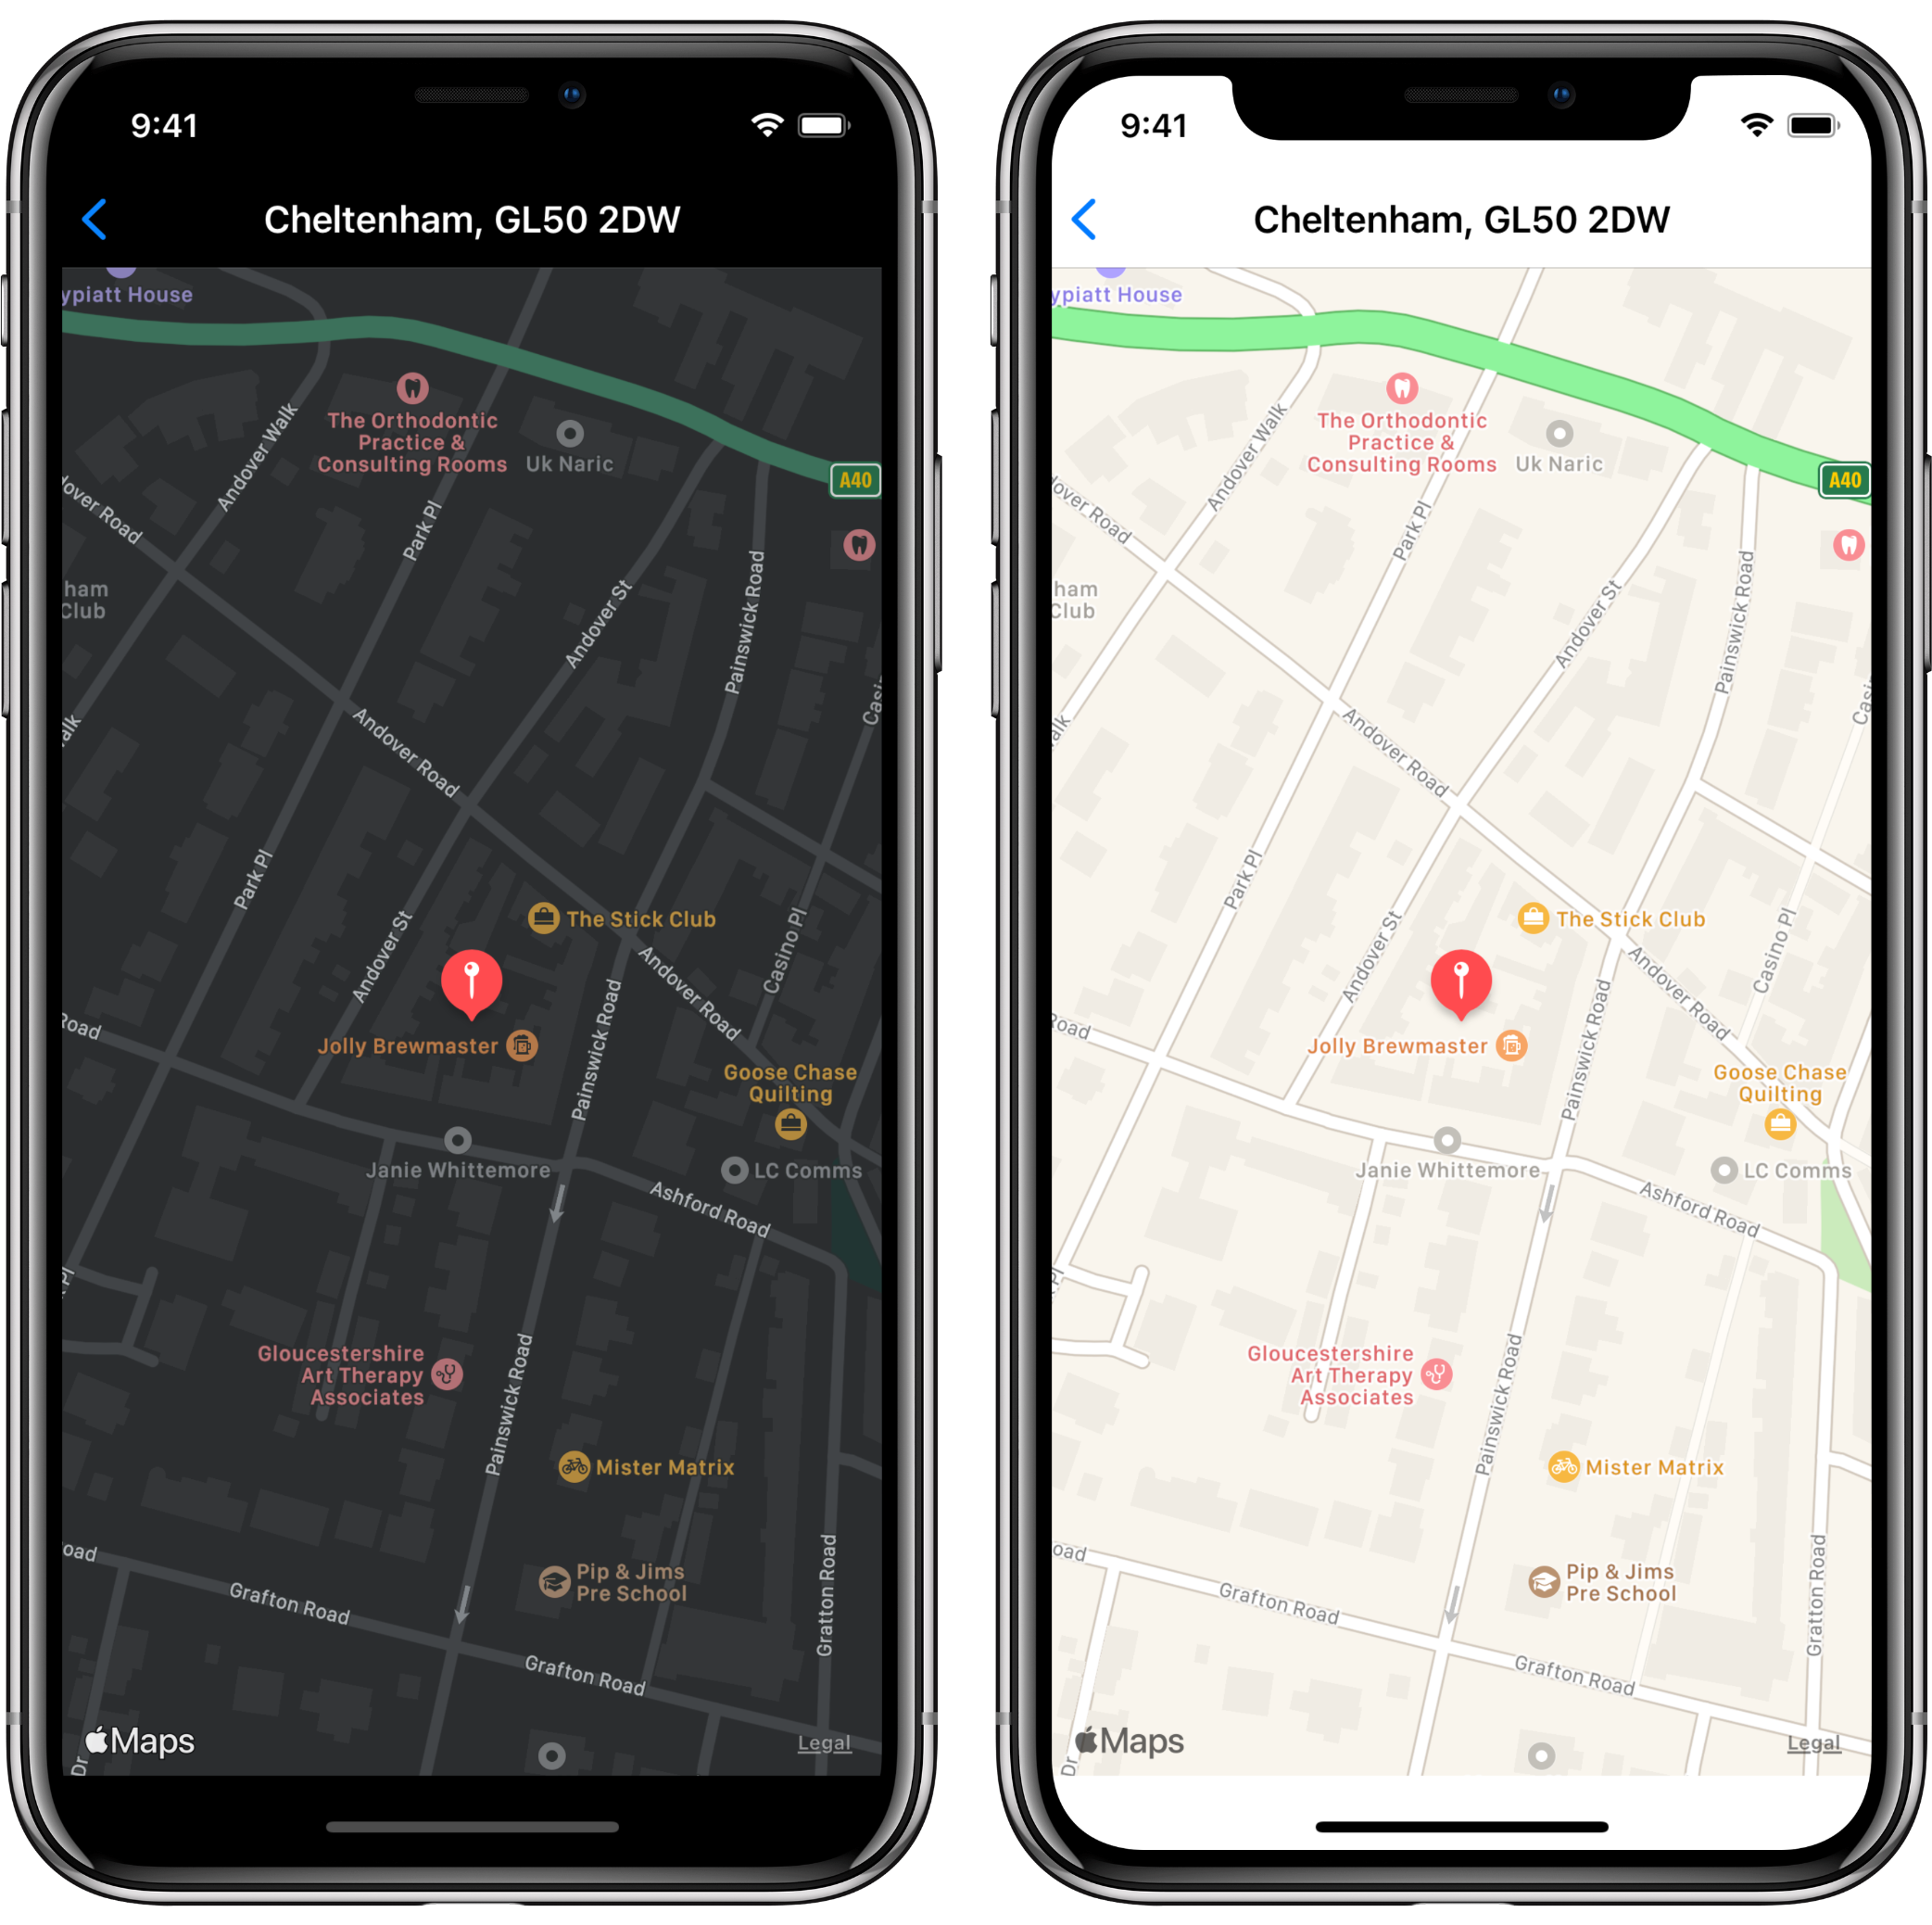 9:41
Cheltenham, GL50 2DW
ypiatt House
The Orthodontic
Practice &
Consulting Rooms
Uk Naric
Andover Walk
A40
over Road
Park Pl
ham
Club
Andover St
Painswick Road
Casi
alk
Andover Road
Park Pl
The Stick Club
Andover St
Casino Pl
Andover Road
Road
Painswick Road
Jolly Brewmaster
Goose Chase
Quilting
Janie Whittemore
LC Comms
Ashford Road
Pl
Gloucestershire
Art Therapy
Associates
Painswick Road
Mister Matrix
oad
Pip & Jims
Pre School
Grafton Road
Gratton Road
Grafton Road
Maps
Legal
Dr
9:41
Cheltenham, GL50 2DW
ypiatt House
The Orthodontic
Practice &
Consulting Rooms
Uk Naric
Andover Walk
A40
over Road
Park Pl
ham
Club
Andover St
Painswick Road
Casi
alk
Andover Road
Park Pl
The Stick Club
Andover St
Casino Pl
Andover Road
Road
Painswick Road
Jolly Brewmaster
Goose Chase
Quilting
Janie Whittemore
LC Comms
Ashford Road
Pl
Gloucestershire
Art Therapy
Associates
Painswick Road
Mister Matrix
oad
Pip & Jims
Pre School
Grafton Road
Gratton Road
Grafton Road
Maps
Legal
Dr